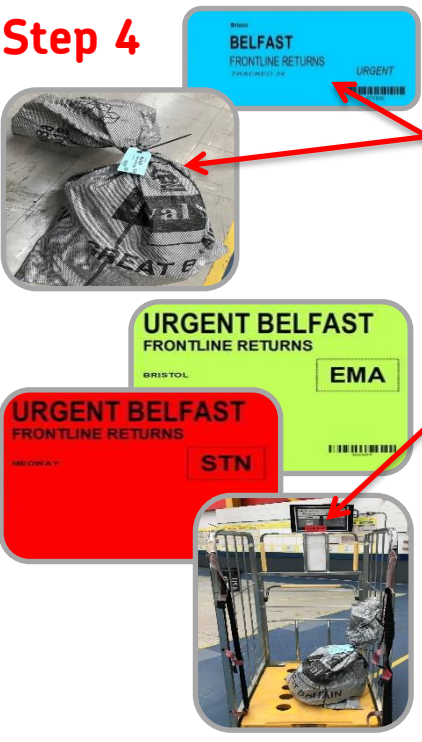 Step 4
Bristol
BELFAST
FRONTLINE RETURNS
TRACKED 24
URGENT
val
GREAT B
URGENT BELFAST
FRONTLINE RETURNS
BRISTOL
EMA
URGENT BELFAST
FRONTLINE RETURNS
MEDWAY
STN
BRITAIN